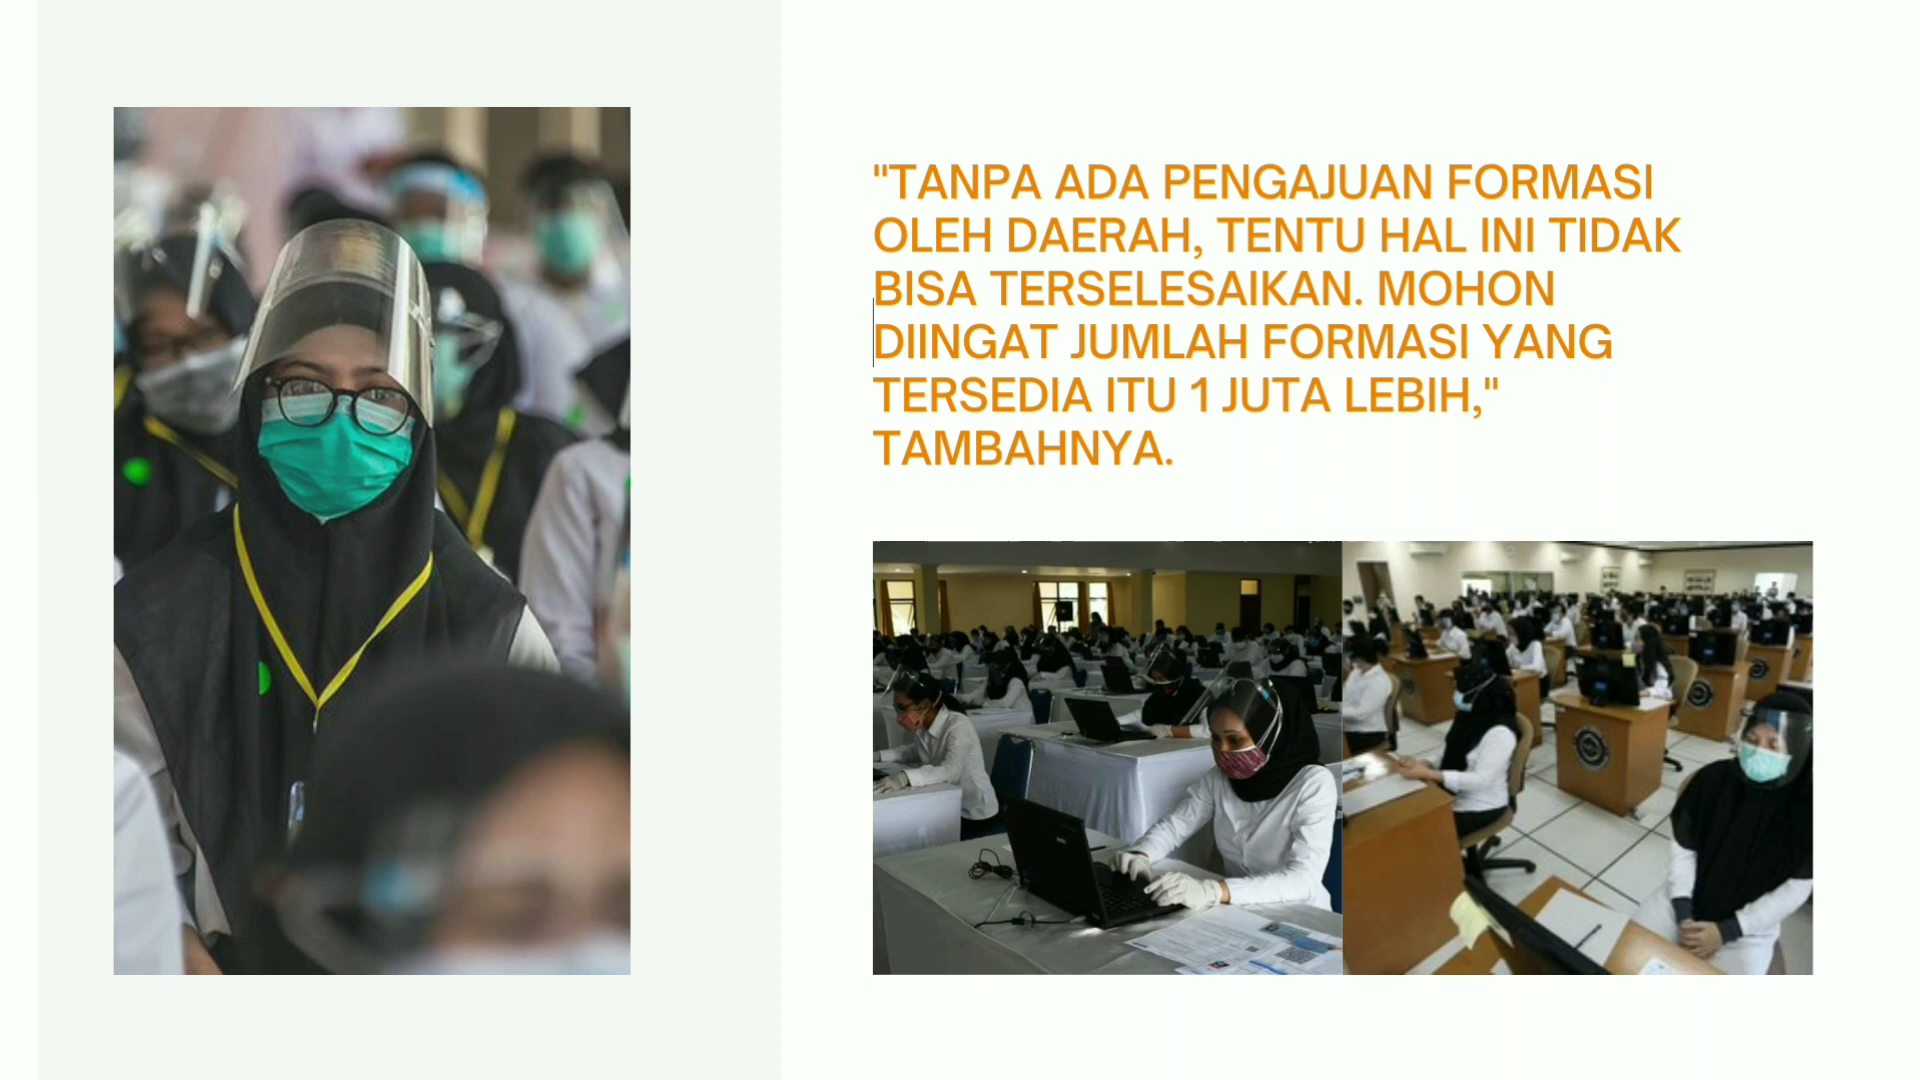 "TANPA ADA PENGAJUAN FORMASI
OLEH DAERAH, TENTU HAL INI TIDAK
BISA TERSELESAIKAN. MOHON
DIINGAT JUMLAH FORMASI YANG
TERSEDIA ITU 1 JUTA LEBIH,"
TAMBAHNYA.